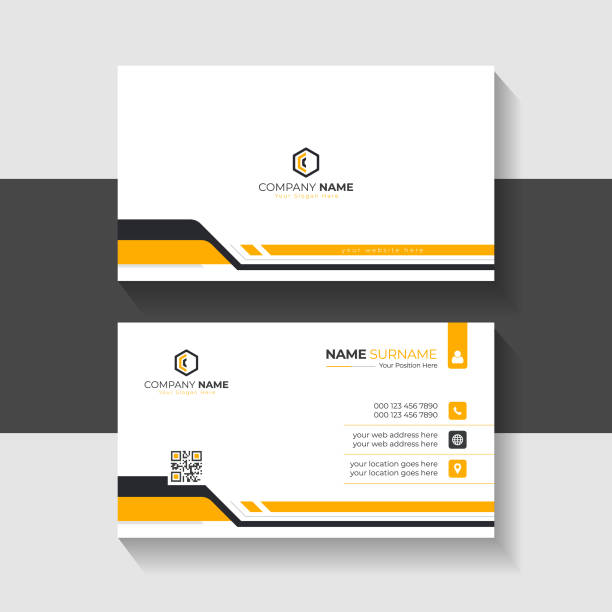 COMPANY NAME
Your Slogan Here
your website here
COMPANY NAME
Your Slogan Here
NAME SURNAME
Your Position Here
000 123 456 7890
000 123 456 7890
your web address here
your web address here
your location goes here
your location goes here